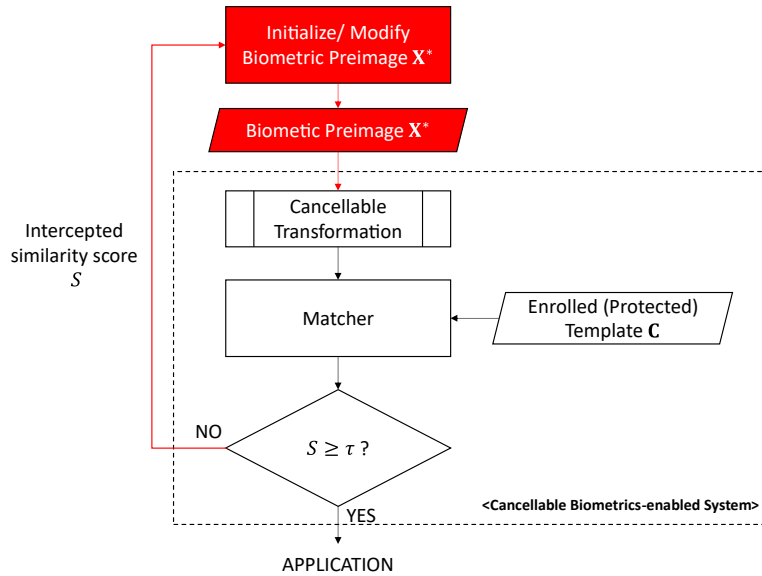 Initialize/ Modify
Biometric Preimage X*
Biometic Preimage X*
Cancellable
Transformation
Intercepted
similarity score
S
Matcher
Enrolled (Protected)
Template C
NO
S ≥ τ ?
<Cancellable Biometrics-enabled System>
YES
APPLICATION